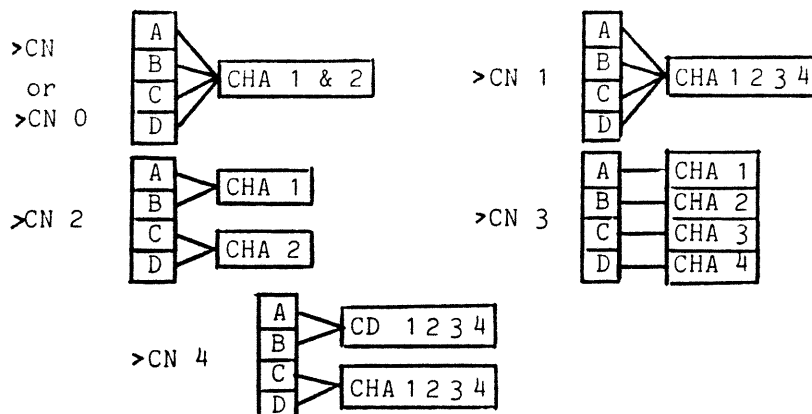 >CN
or
>CN 0
A
B
C
D
CHA 1 & 2
>CN 1
A
B
C
D
CHA 1 2 3 4
>CN 2
A
B
C
D
CHA 1
CHA 2
>CN 3
A
B
C
D
CHA 1
CHA 2
CHA 3
CHA 4
>CN 4
A
B
C
D
CD 1 2 3 4
CHA 1 2 3 4